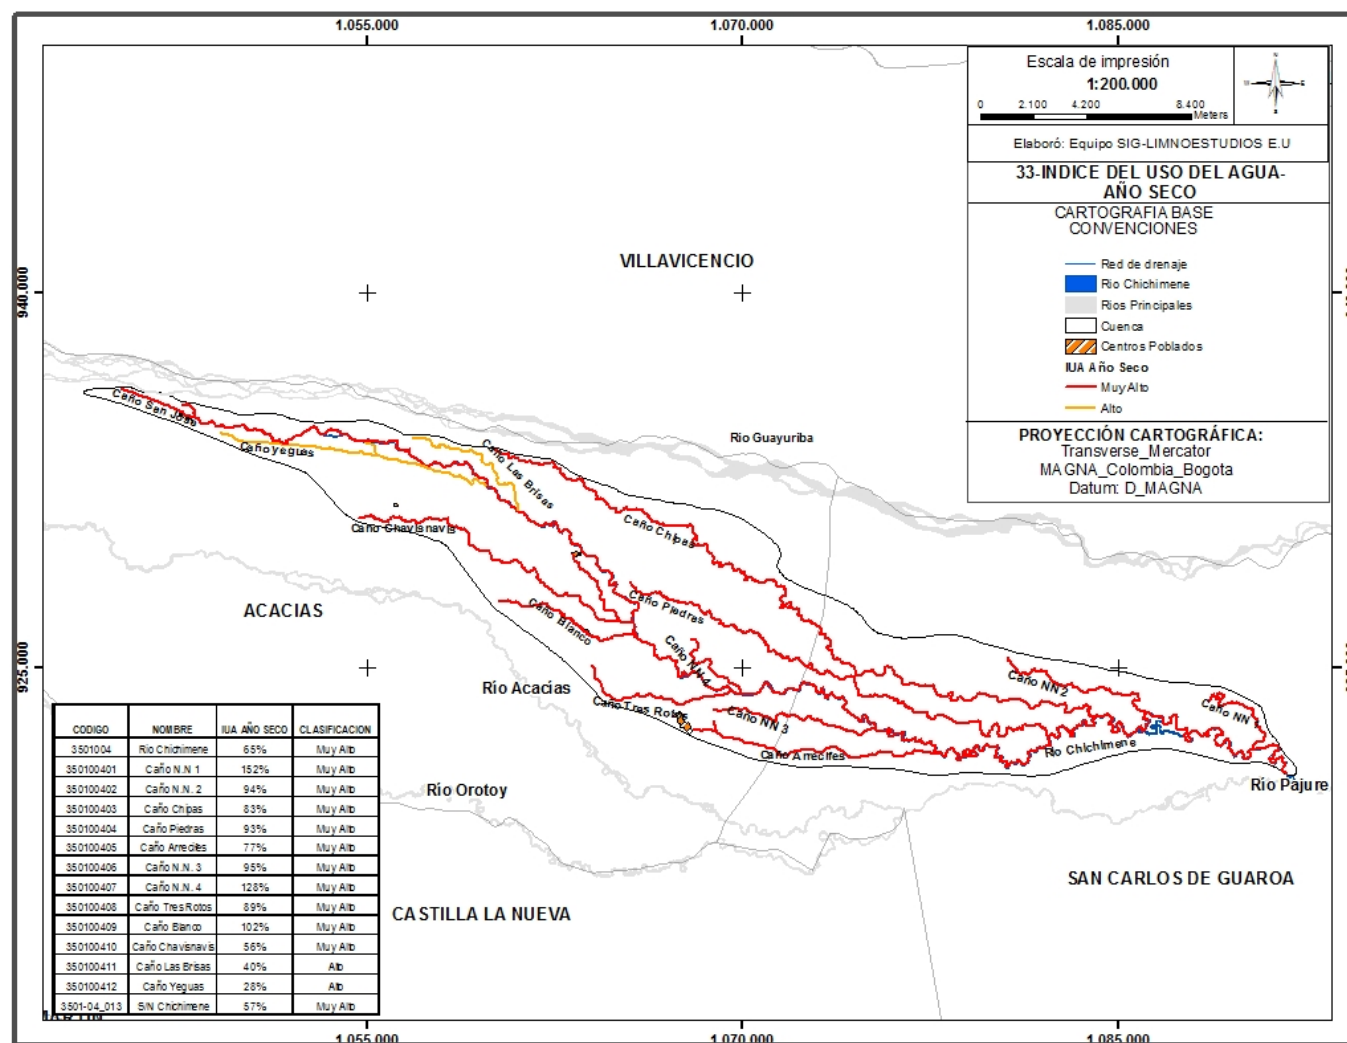 1.055.000
1.070.000
1.085.000
Escala de impresión
1:200.000
0 2.100 4.200 8.400
Meters
N
Elaboró: Equipo SIG-LIMNOESTUDIOS E.U
33-INDICE DEL USO DEL AGUA-
AÑO SECO
CARTOGRAFIA BASE
CONVENCIONES
Red de drenaje
Rio Chichimene
Rios Principales
Cuenca
Centros Poblados
IUA Año Seco
Muy Alto
Alto
PROYECCIÓN CARTOGRÁFICA:
Transverse_Mercator
MAGNA_Colombia_Bogota
Datum: D_MAGNA
VILLAVICENCIO
940.000
Caño San Jose
Caño yeguas
Caño Las Brisas
Río Guayuriba
Caño Chavisnavis
Caño Chipas
ACACIAS
Caño Blanco
Caño Piedras
Caño NN 4
925.000
Río Acacías
Caño Tres Rotos
Caño NN 3
Caño NN 2
Caño NN 1
Caño Arrecifes
Rio Chichimene
Río Orotoy
Río Pajure
SAN CARLOS DE GUAROA
CASTILLA LA NUEVA
CODIGO NOMBRE IUA AÑO SECO CLASIFICACION
3501004 Rio Chichimene 65% Muy Alto
350100401 Caño N.N 1 152% Muy Alto
350100402 Caño N.N. 2 94% Muy Alto
350100403 Caño Chipas 83% Muy Alto
350100404 Caño Piedras 93% Muy Alto
350100405 Caño Arrecifes 77% Muy Alto
350100406 Caño N.N. 3 95% Muy Alto
350100407 Caño N.N. 4 128% Muy Alto
350100408 Caño Tres Rotos 89% Muy Alto
350100409 Caño Blanco 102% Muy Alto
350100410 Caño Chavisnavis 56% Muy Alto
350100411 Caño Las Brisas 40% Alto
350100412 Caño Yeguas 28% Alto
3501-04_013 S/N Chichimene 57% Muy Alto
1.055.000
1.070.000
1.085.000